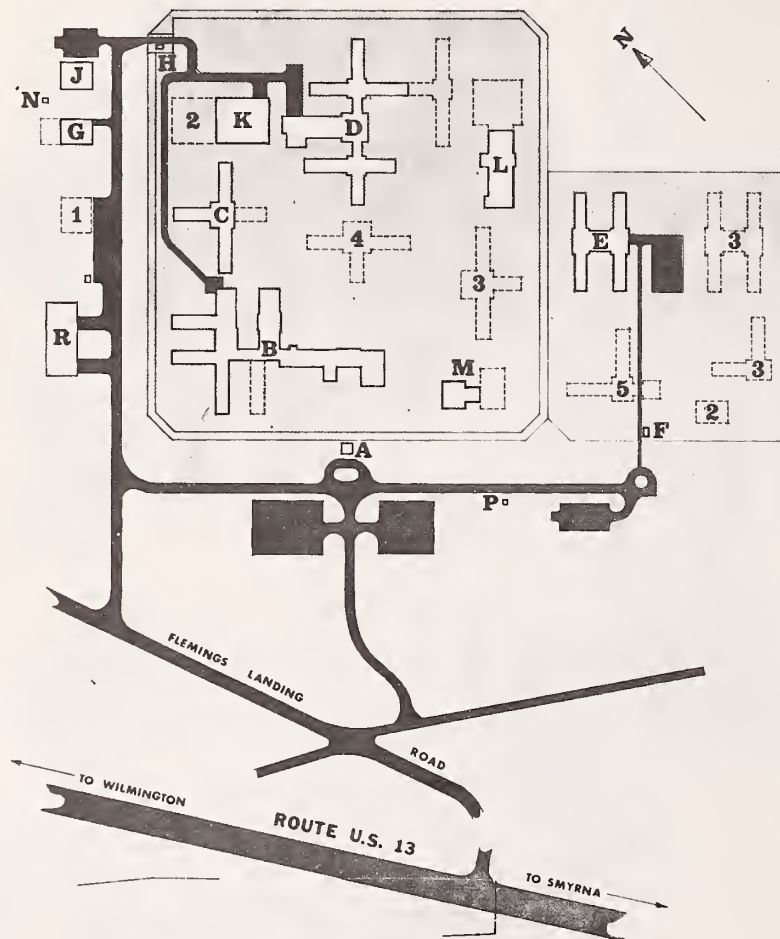 N
H
J
N
G
2
K
D
L
1
C
4
E
3
3
R
B
M
5
3
2
F
A
P
FLEMINGS LANDING ROAD
TO WILMINGTON
ROUTE U.S. 13
TO SMYRNA